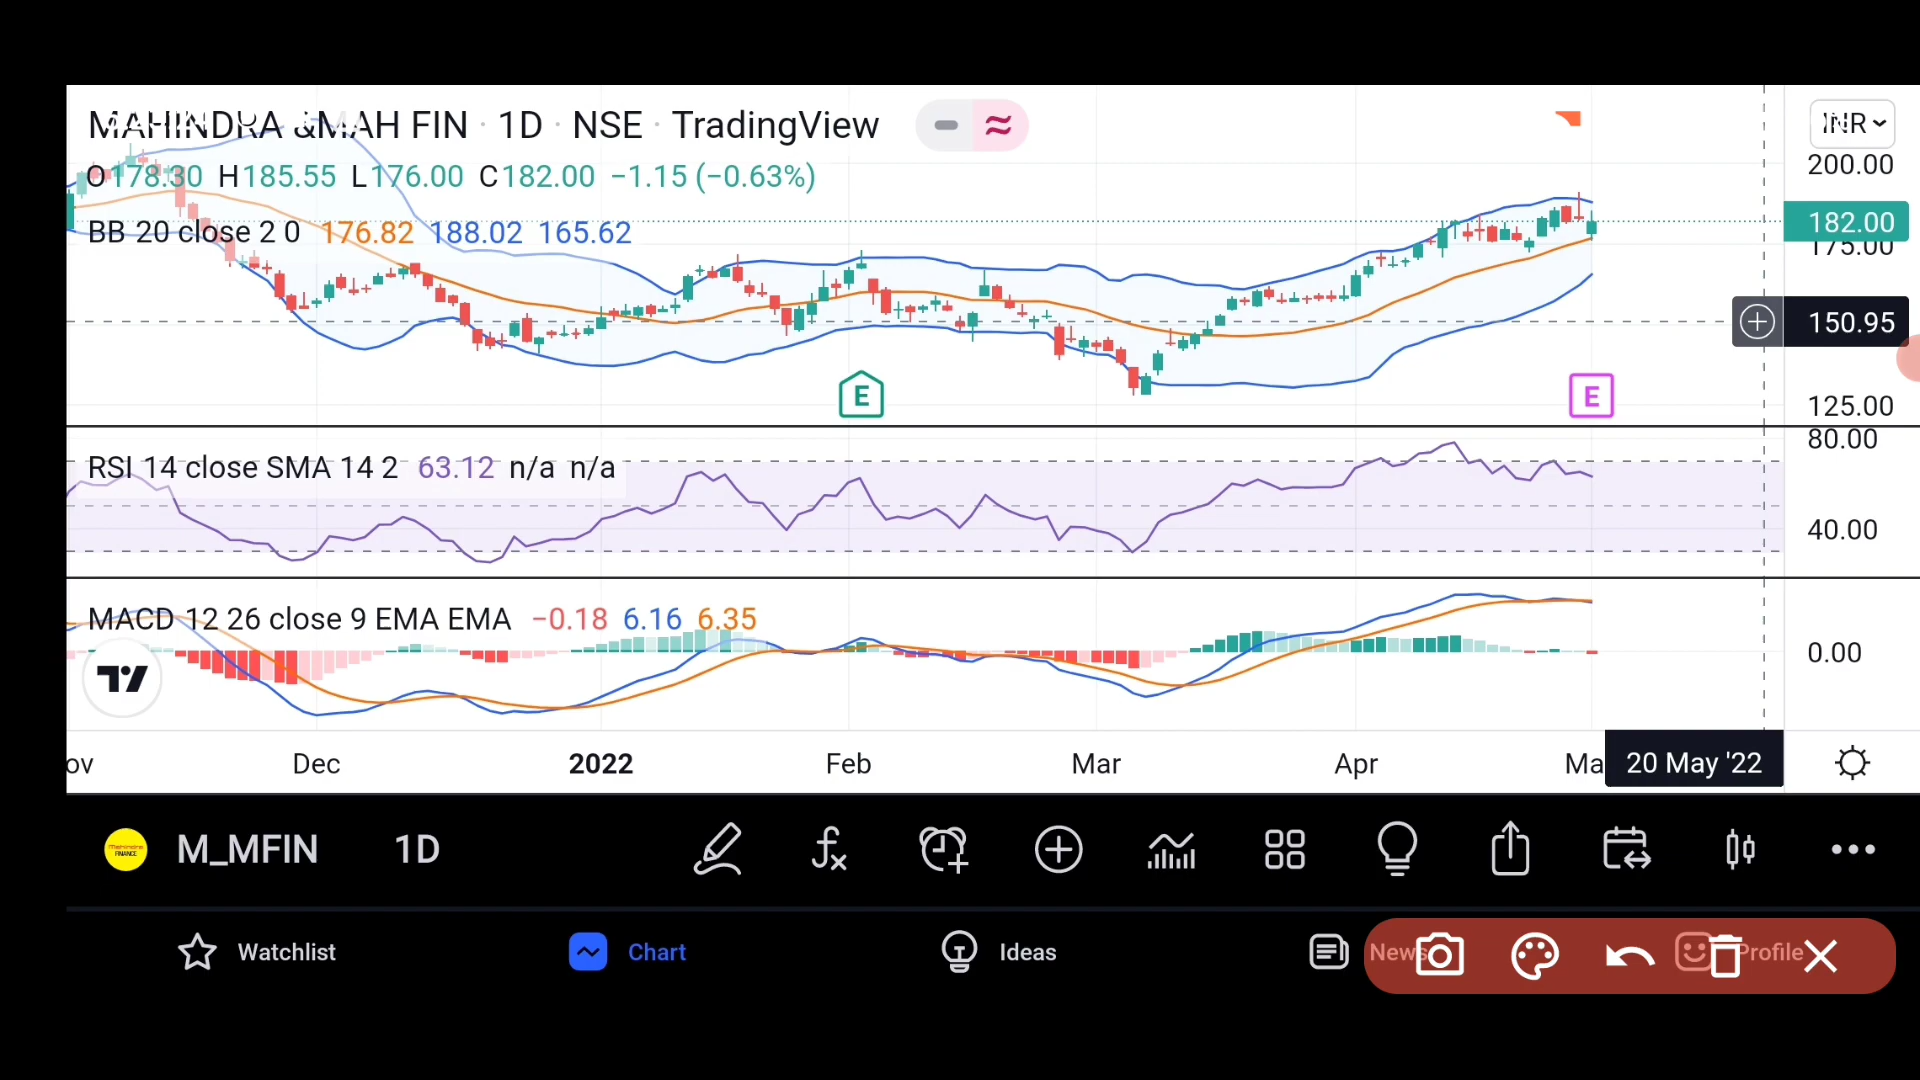 MAHINDRA &MAH FIN · 1D · NSE · TradingView
INR
O178.30 H185.55 L176.00 C182.00 −1.15 (−0.63%)
BB 20 close 2 0 176.82 188.02 165.62
200.00
182.00
175.00
150.95
125.00
E
E
RSI 14 close SMA 14 2 63.12 n/a n/a
80.00
40.00
MACD 12 26 close 9 EMA EMA −0.18 6.16 6.35
0.00
ov Dec 2022 Feb Mar Apr Ma 20 May '22
M_MFIN 1D
Watchlist Chart Ideas News Profile